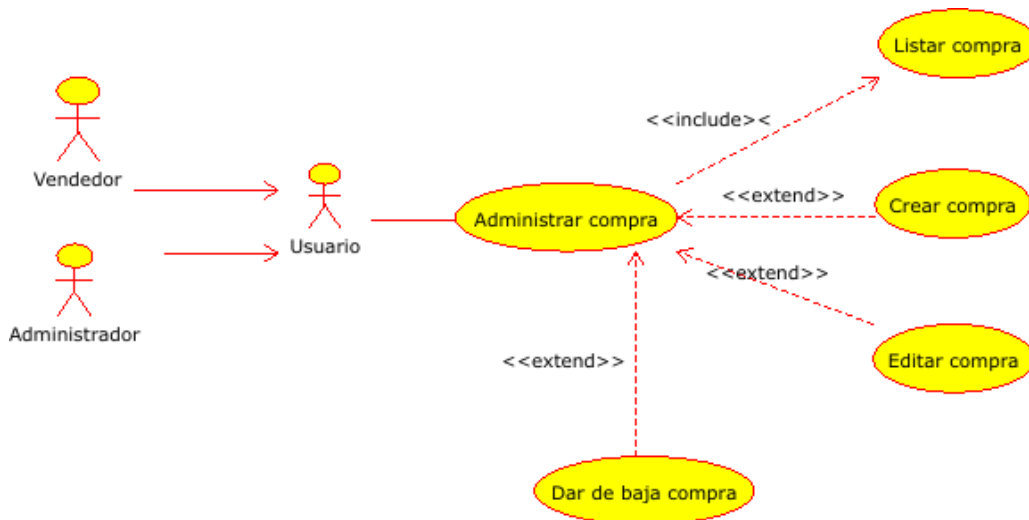 Listar compra
<<include><
Vendedor
<<extend>>
Crear compra
Usuario
Administrar compra
<<extend>>
Administrador
<<extend>>
Editar compra
Dar de baja compra